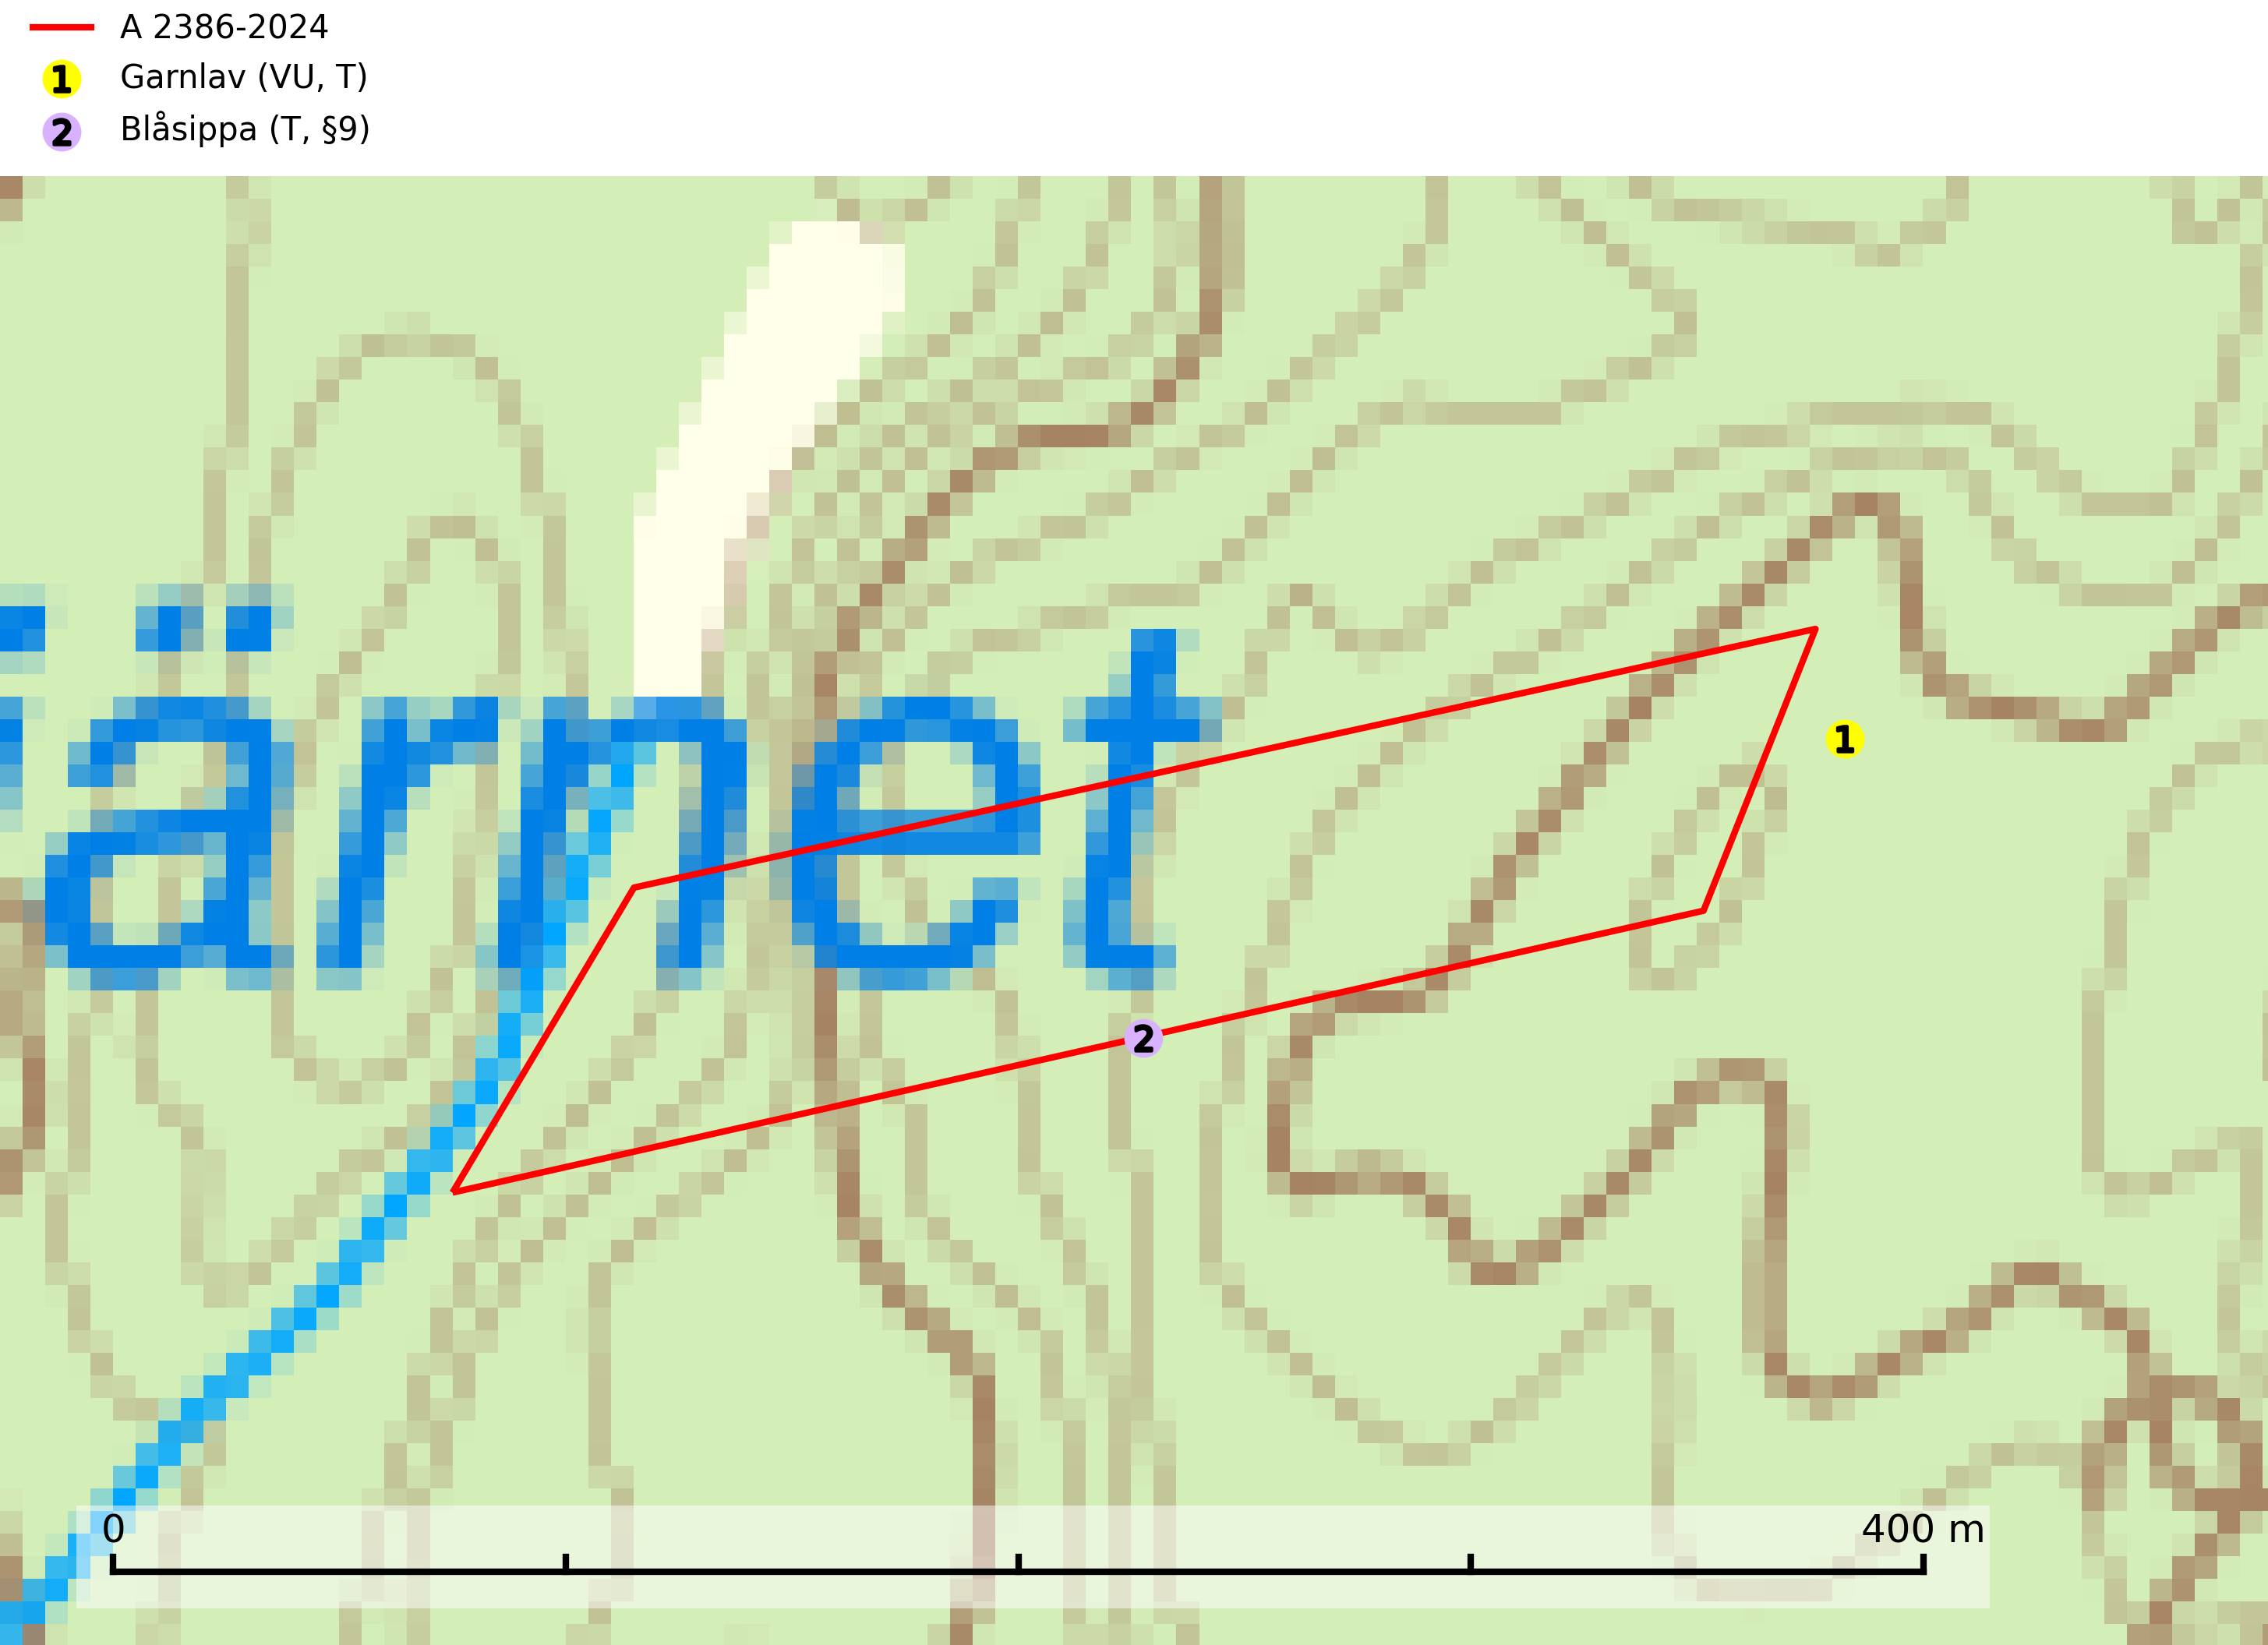 A 2386-2024
1 Garnlav (VU, T)
2 Blåsippa (T, §9)
ärnet
1
2
0 400 m